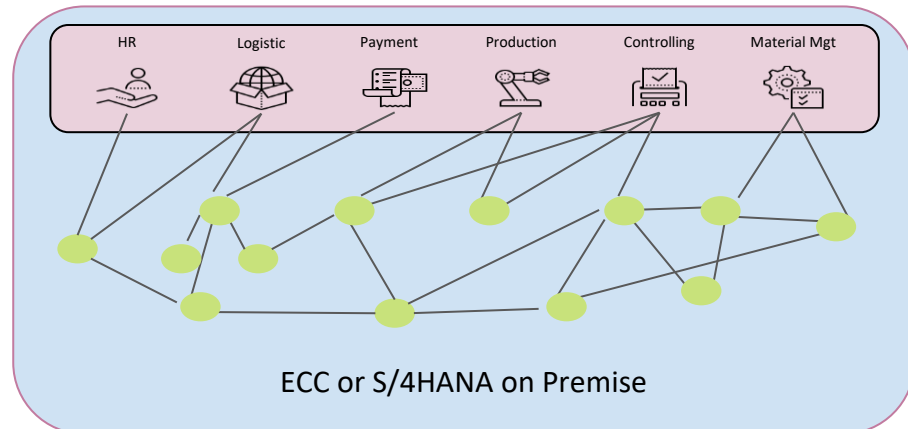 HR
Logistic
Payment
Production
Controlling
Material Mgt
ECC or S/4HANA on Premise